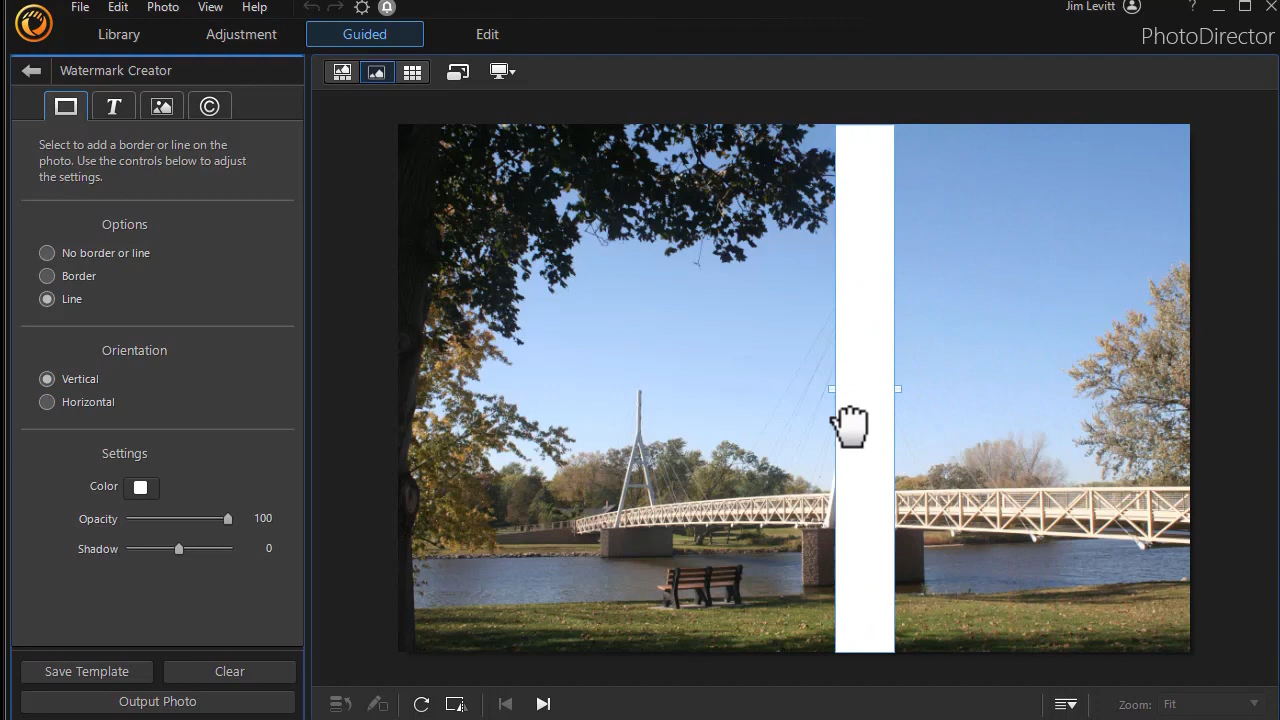 File Edit Photo View Help
Jim Levitt ?
Library Adjustment Guided Edit
PhotoDirector
Watermark Creator
T ©
Select to add a border or line on the
photo. Use the controls below to adjust
the settings.
Options
No border or line
Border
Line
Orientation
Vertical
Horizontal
Settings
Color
Opacity 100
Shadow 0
Save Template Clear
Output Photo
Zoom: Fit